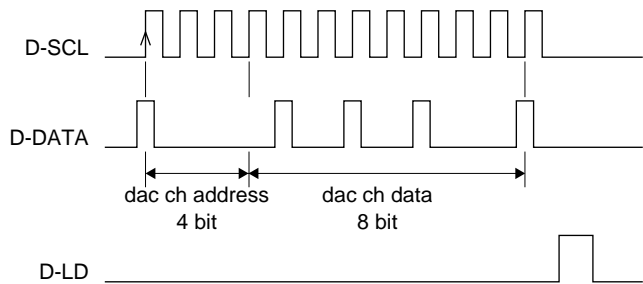 D-SCL
D-DATA
dac ch address
4 bit
dac ch data
8 bit
D-LD